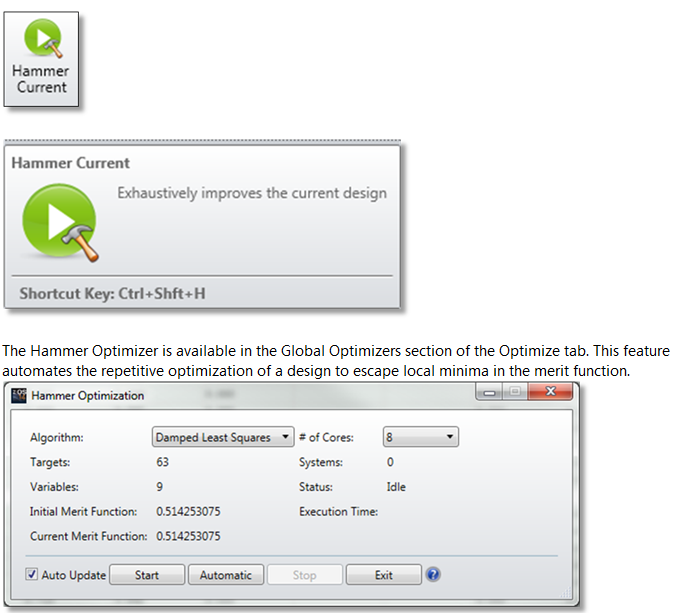 Hammer
Current
Hammer Current
Exhaustively improves the current design
Shortcut Key: Ctrl+Shft+H
The Hammer Optimizer is available in the Global Optimizers section of the Optimize tab. This feature
automates the repetitive optimization of a design to escape local minima in the merit function.
Hammer Optimization
Algorithm: Damped Least Squares # of Cores: 8
Targets: 63 Systems: 0
Variables: 9 Status: Idle
Initial Merit Function: 0.514253075 Execution Time:
Current Merit Function: 0.514253075
Auto Update Start Automatic Stop Exit ?